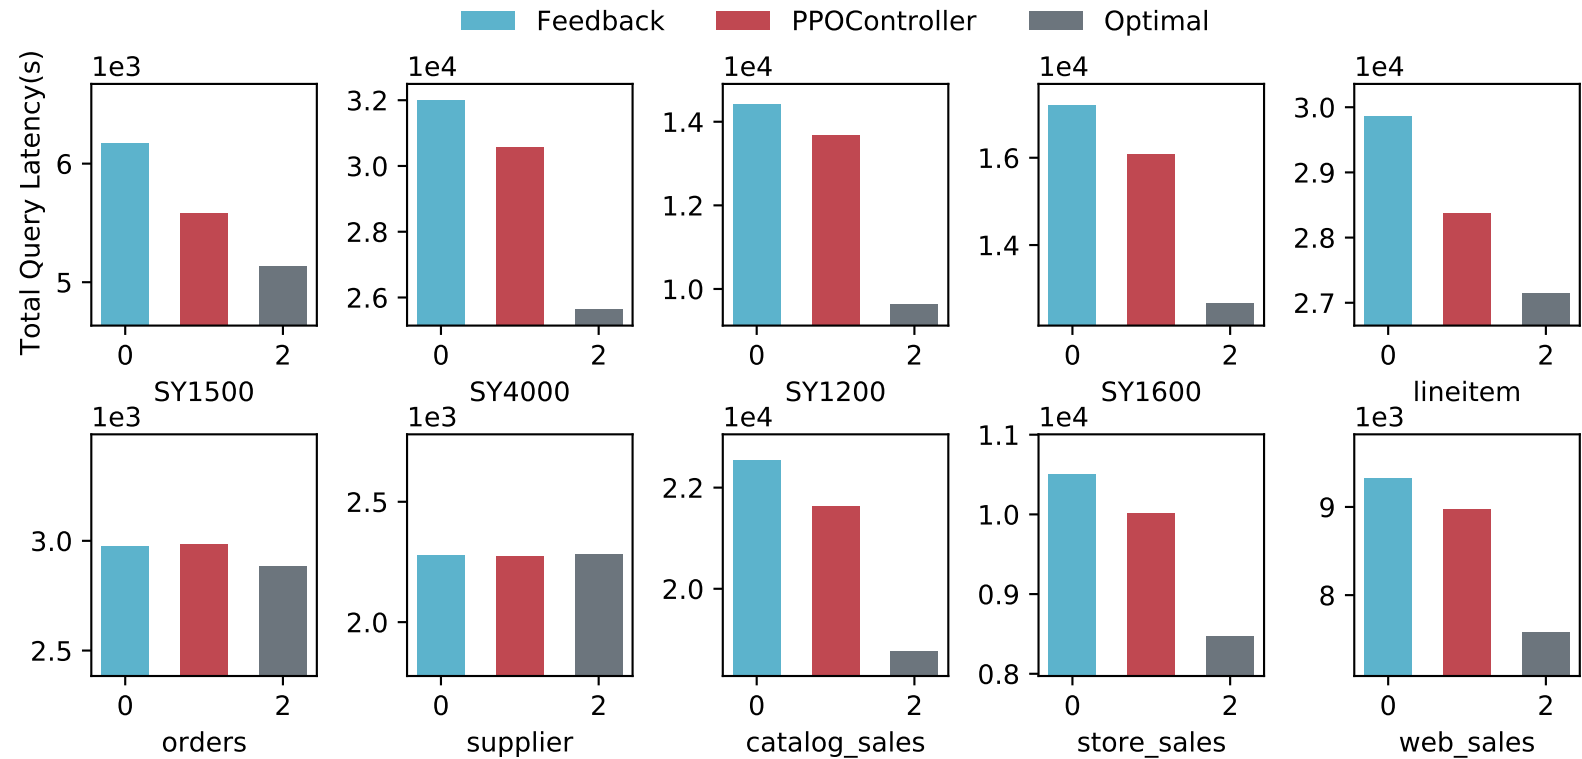 Feedback PPOController Optimal
Total Query Latency(s)
1e3
6
5
0 2
SY1500
1e4
3.2
3.0
2.8
2.6
0 2
SY4000
1e4
1.4
1.2
1.0
0 2
SY1200
1e4
1.6
1.4
0 2
SY1600
1e4
3.0
2.9
2.8
2.7
0 2
lineitem
1e3
3.0
2.5
0 2
orders
1e3
2.5
2.0
0 2
supplier
1e4
2.2
2.0
0 2
catalog_sales
1e4
1.1
1.0
0.9
0.8
0 2
store_sales
1e3
9
8
0 2
web_sales